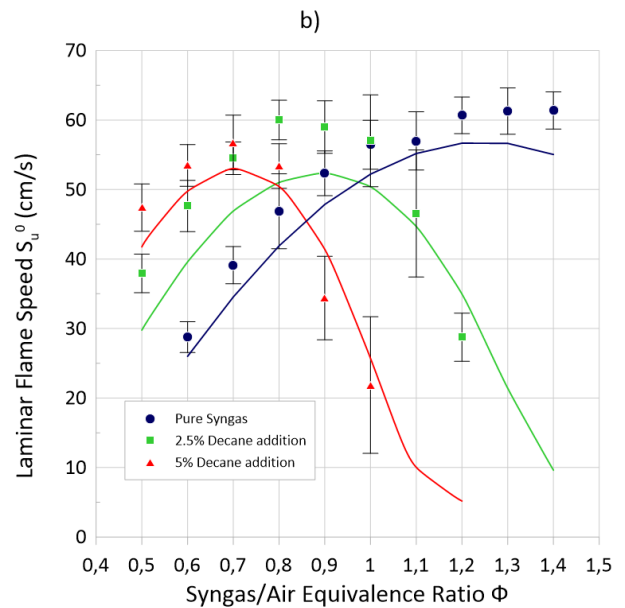 b)
70
60
50
40
30
20
10
0
Laminar Flame Speed S_u^0 (cm/s)
Pure Syngas
2.5% Decane addition
5% Decane addition
0,4 0,5 0,6 0,7 0,8 0,9 1 1,1 1,2 1,3 1,4 1,5
Syngas/Air Equivalence Ratio Φ